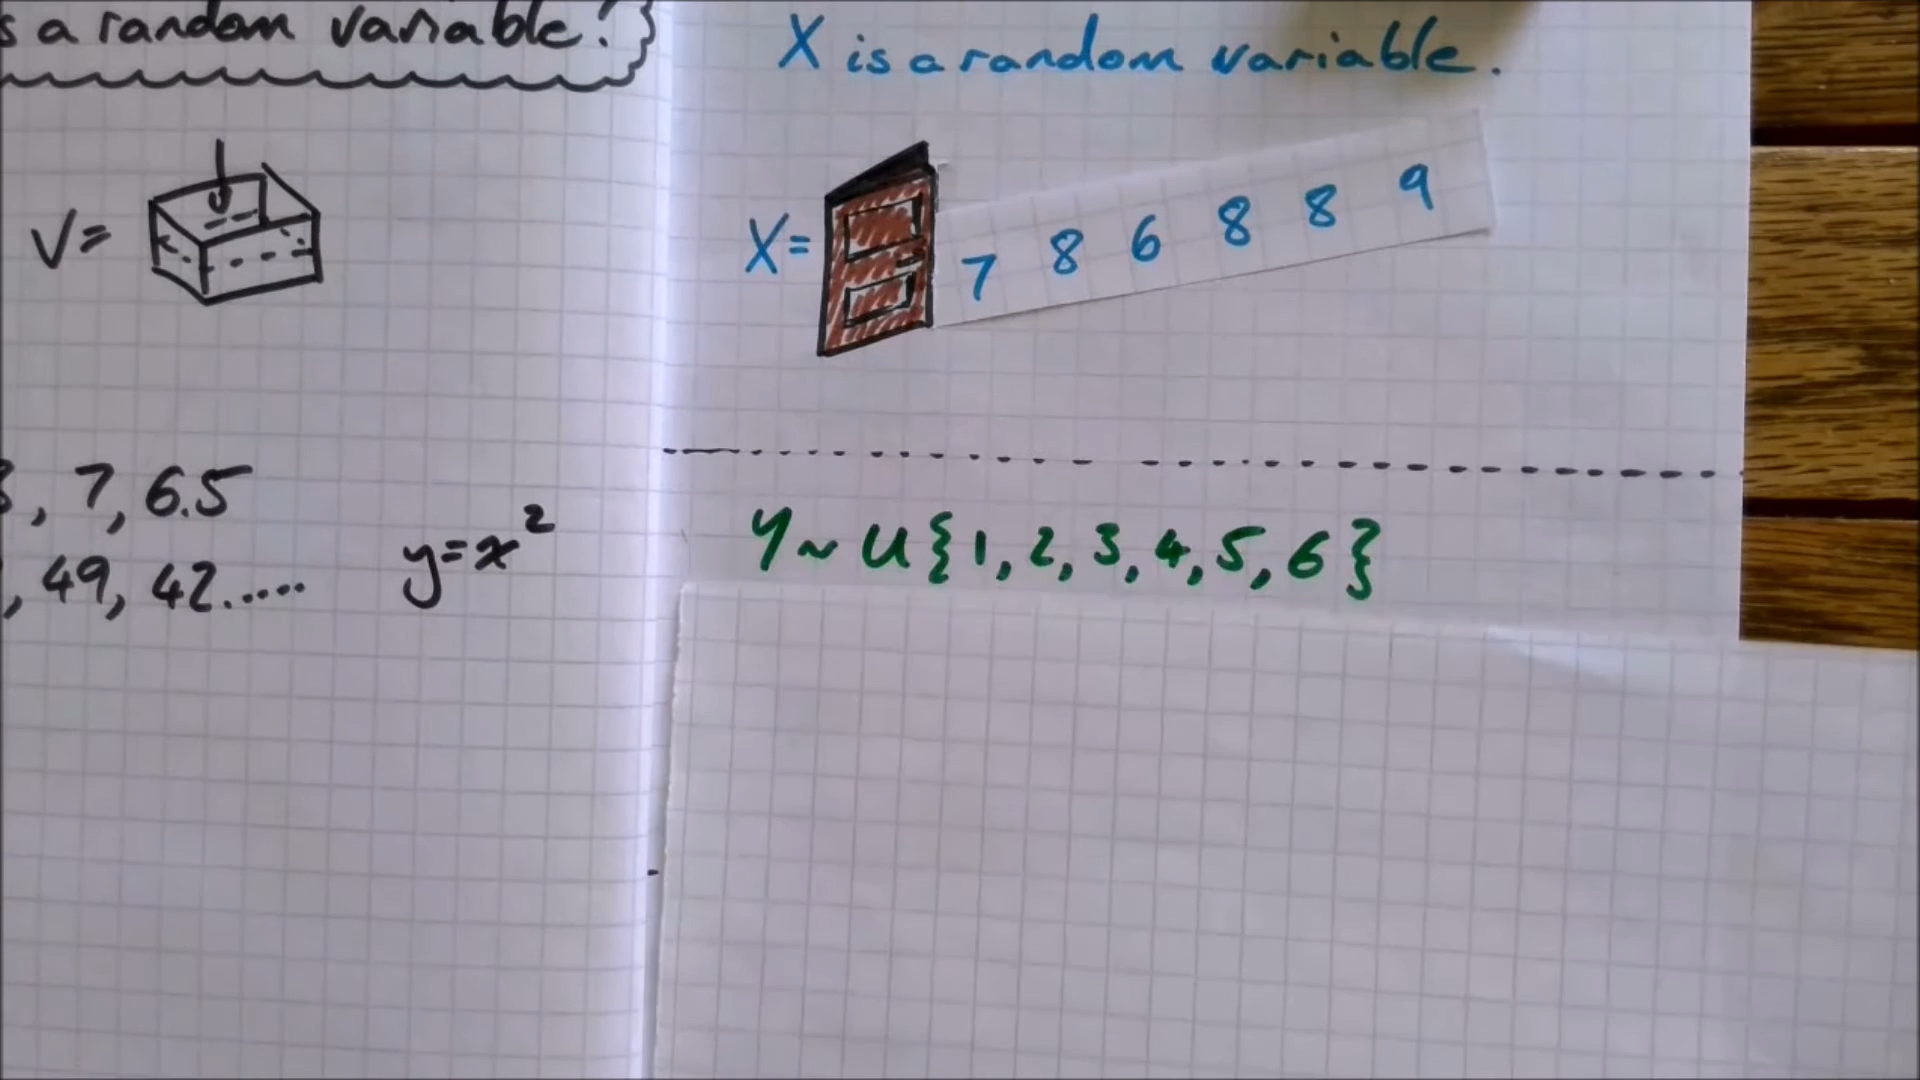 s a random variable?
V=
, 7, 6.5
, 49, 42.....
y=x²
X is a random variable.
X= 7 8 6 8 8 9
Y~U{1,2,3,4,5,6}